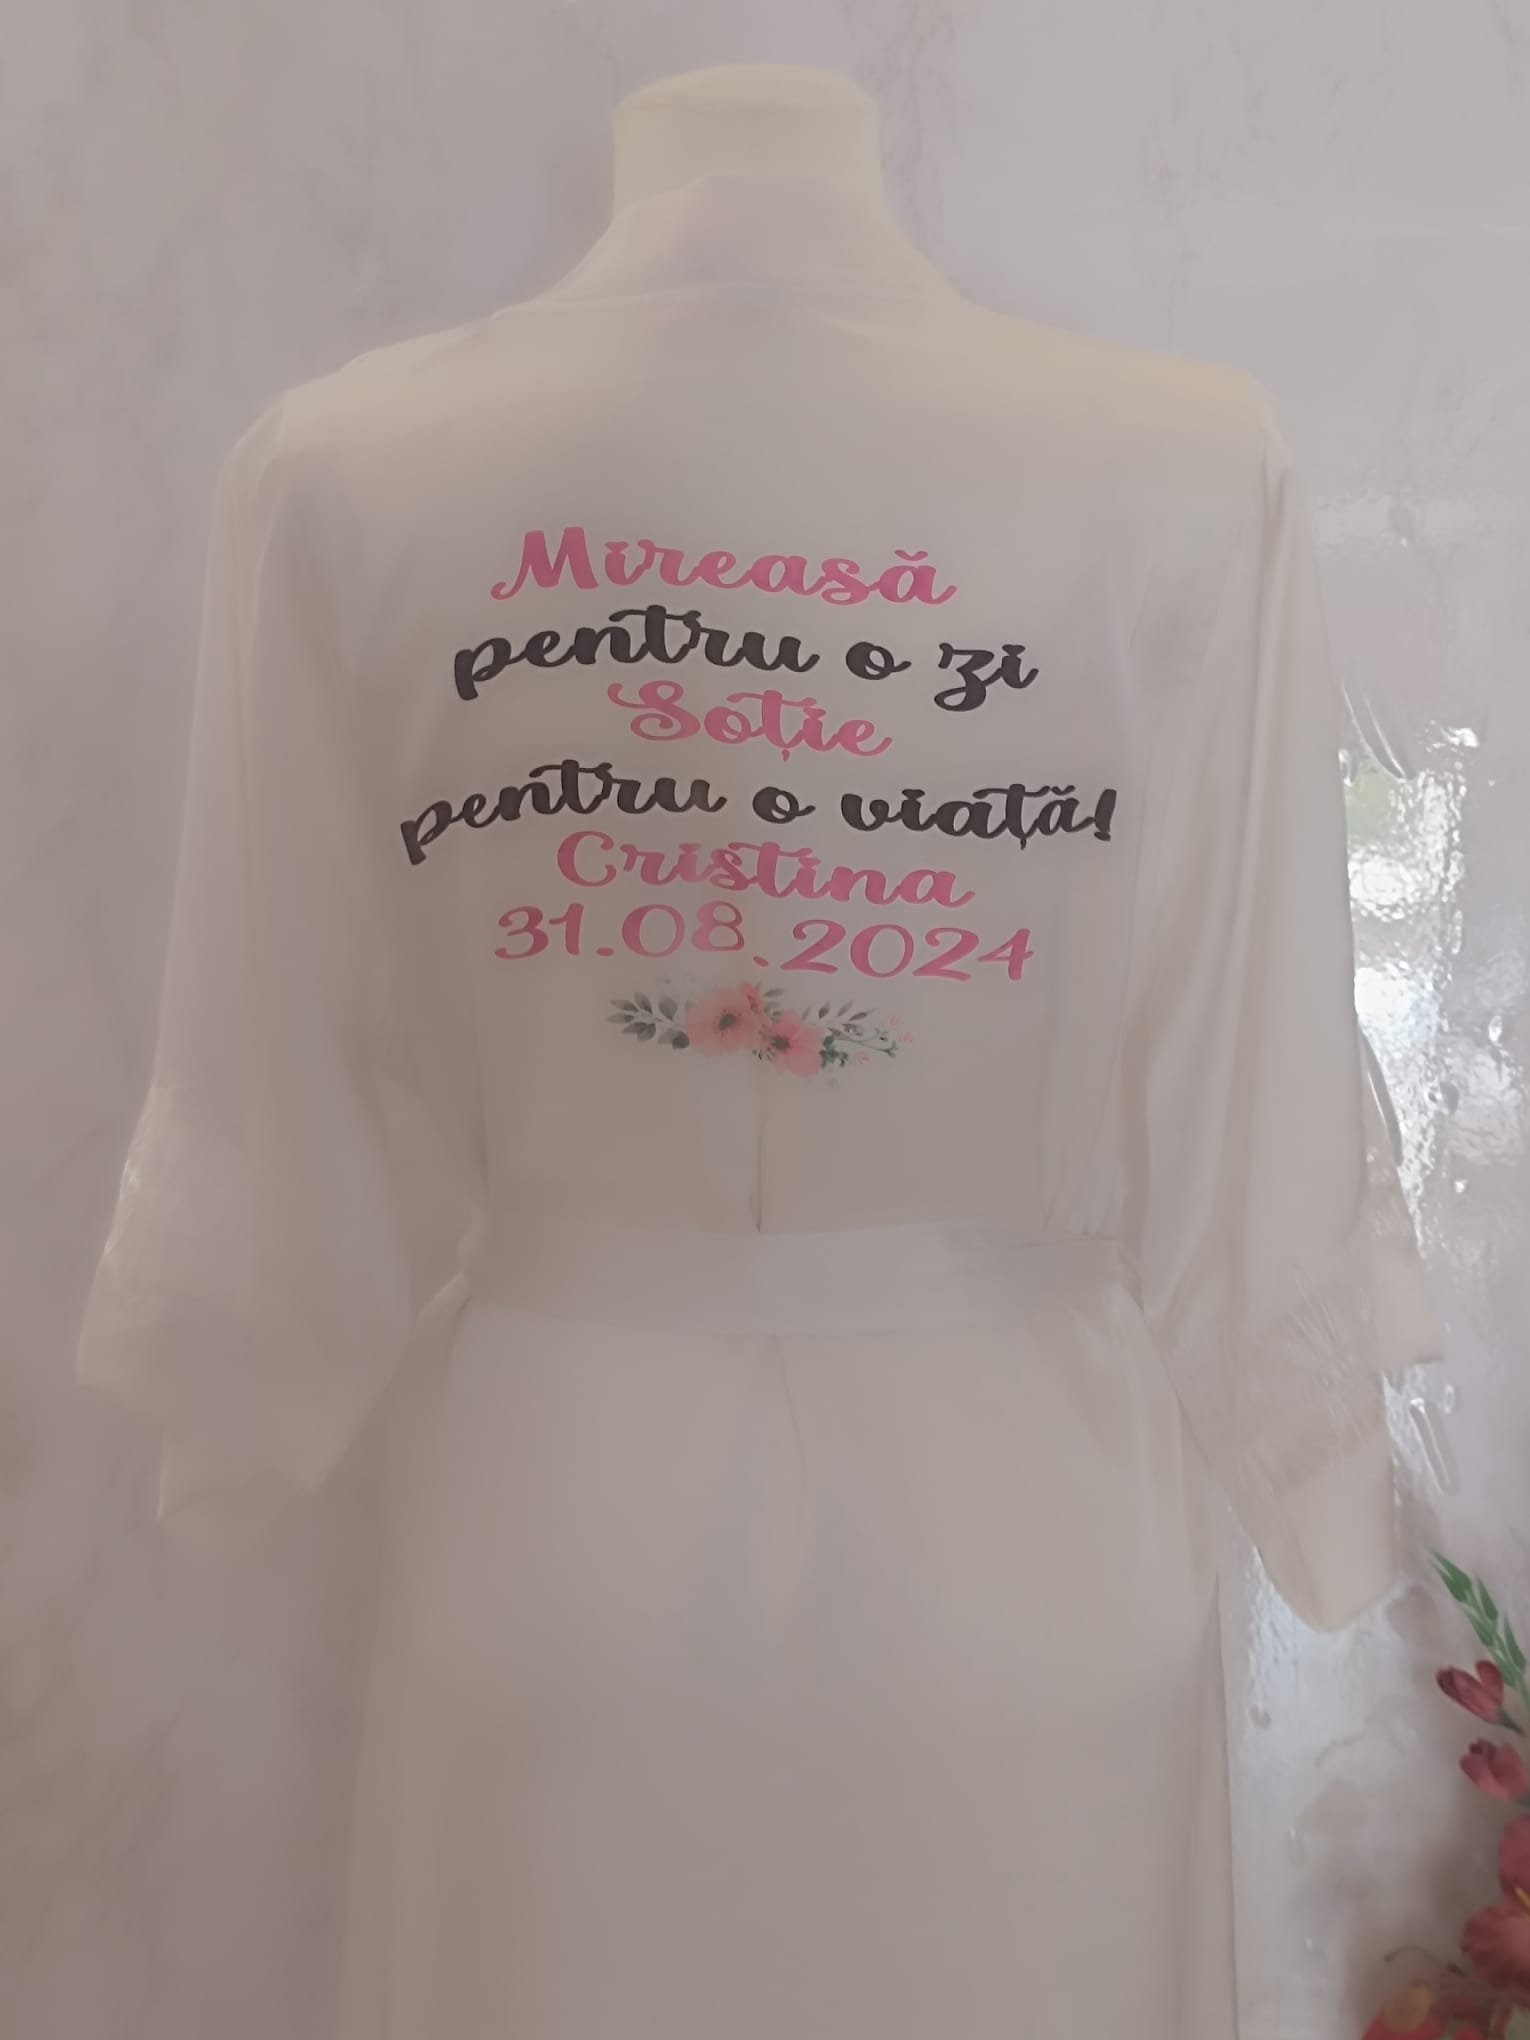 Mireasă
pentru o zi
Soție
pentru o viață!
Cristina
31.08.2024